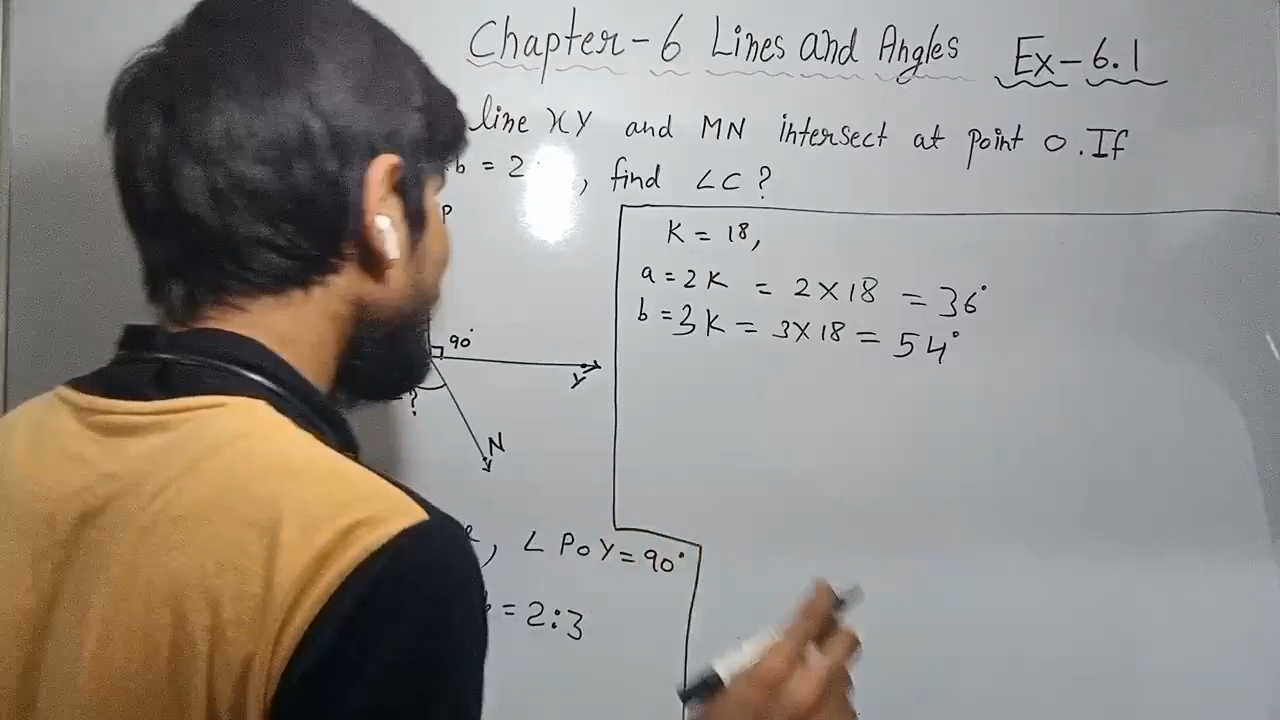 Chapter-6 Lines and Angles Ex-6.1
line XY and MN intersect at point O. If
b = 2 , find ∠C ?
P
K = 18,
a = 2K = 2×18 = 36°
b = 3K = 3×18 = 54°
90°
Y
?
N
, ∠POY = 90°
= 2:3